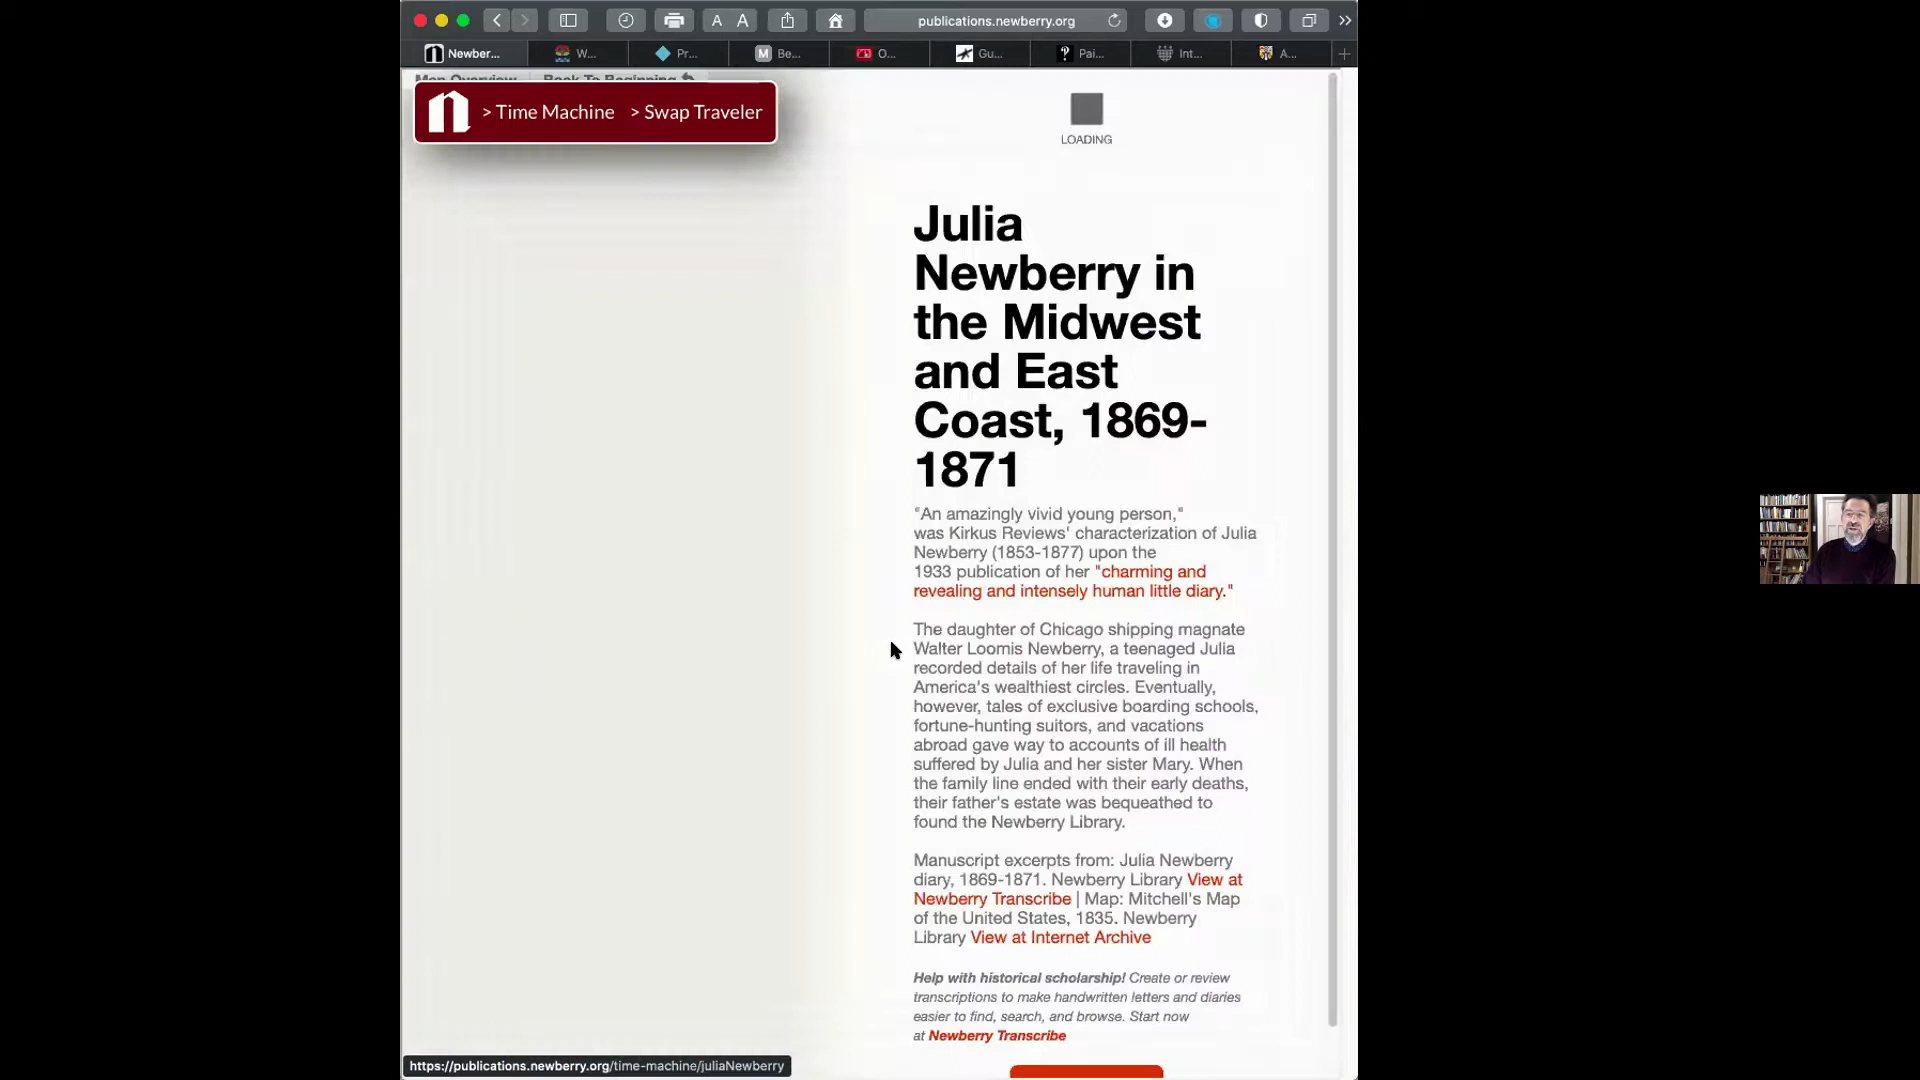 A A
publications.newberry.org
Newber... W... Pr... Be... O... Gu... Pai... Int... A...
Map Overview Back To Beginning
> Time Machine > Swap Traveler
LOADING
Julia
Newberry in
the Midwest
and East
Coast, 1869-
1871
"An amazingly vivid young person,"
was Kirkus Reviews' characterization of Julia
Newberry (1853-1877) upon the
1933 publication of her "charming and
revealing and intensely human little diary."
The daughter of Chicago shipping magnate
Walter Loomis Newberry, a teenaged Julia
recorded details of her life traveling in
America's wealthiest circles. Eventually,
however, tales of exclusive boarding schools,
fortune-hunting suitors, and vacations
abroad gave way to accounts of ill health
suffered by Julia and her sister Mary. When
the family line ended with their early deaths,
their father's estate was bequeathed to
found the Newberry Library.
Manuscript excerpts from: Julia Newberry
diary, 1869-1871. Newberry Library View at
Newberry Transcribe | Map: Mitchell's Map
of the United States, 1835. Newberry
Library View at Internet Archive
Help with historical scholarship! Create or review
transcriptions to make handwritten letters and diaries
easier to find, search, and browse. Start now
at Newberry Transcribe
https://publications.newberry.org/time-machine/juliaNewberry